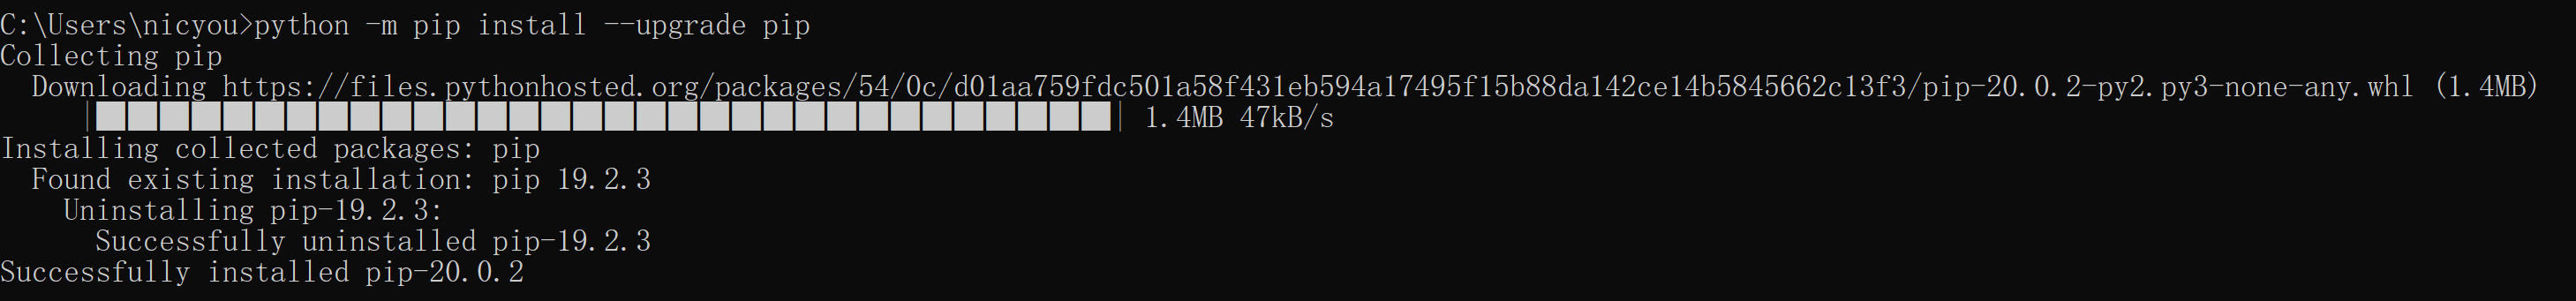 C:\Users\nicyou>python -m pip install --upgrade pip
Collecting pip
  Downloading https://files.pythonhosted.org/packages/54/0c/d01aa759fdc501a58f431eb594a17495f15b88da142ce14b5845662c13f3/pip-20.0.2-py2.py3-none-any.whl (1.4MB)
     |████████████████████████████████| 1.4MB 47kB/s
Installing collected packages: pip
  Found existing installation: pip 19.2.3
    Uninstalling pip-19.2.3:
      Successfully uninstalled pip-19.2.3
Successfully installed pip-20.0.2